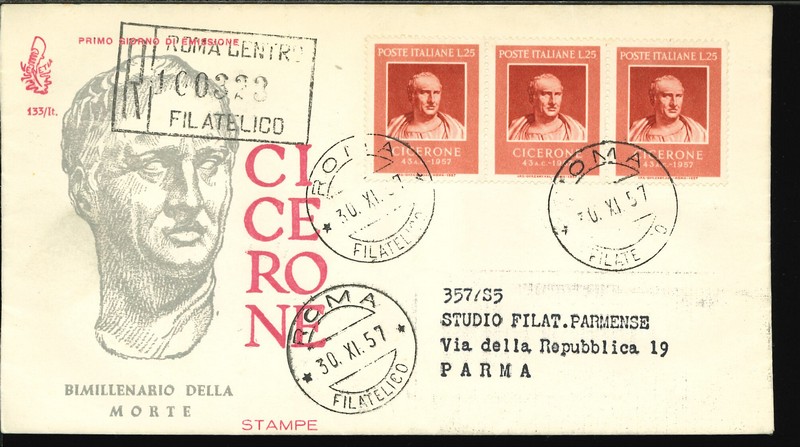 PRIMO GIORNO DI EMISSIONE
133/It.
ROMA CENTRO
100323
FILATELICO
POSTE ITALIANE L.25
CICERONE
43 A.C.-1957
POSTE ITALIANE L.25
CICERONE
43 A.C.-1957
POSTE ITALIANE L.25
CICERONE
43 A.C.-1957
CI
CE
RO
NE
ROMA
30.XI.57
FILATELICO
ROMA
30.XI.57
FILATELICO
ROMA
30.XI.57
FILATELICO
357/S5
STUDIO FILAT.PARMENSE
Via della Repubblica 19
PARMA
BIMILLENARIO DELLA
MORTE
STAMPE